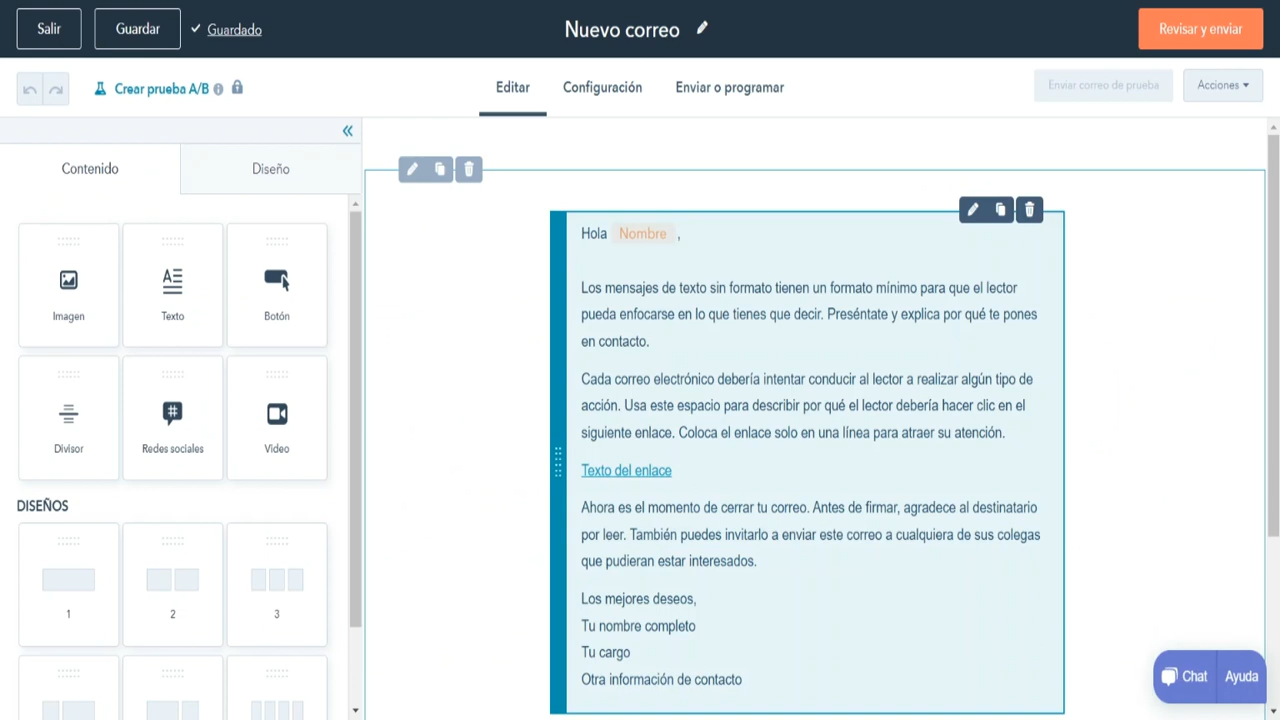 Salir
Guardar
Guardado
Nuevo correo
Revisar y enviar
Crear prueba A/B
Editar
Configuración
Enviar o programar
Enviar correo de prueba
Acciones
Contenido
Diseño
Imagen
Texto
Botón
Divisor
Redes sociales
Video
DISEÑOS
1
2
3
Hola Nombre ,
Los mensajes de texto sin formato tienen un formato mínimo para que el lector
pueda enfocarse en lo que tienes que decir. Preséntate y explica por qué te pones
en contacto.
Cada correo electrónico debería intentar conducir al lector a realizar algún tipo de
acción. Usa este espacio para describir por qué el lector debería hacer clic en el
siguiente enlace. Coloca el enlace solo en una línea para atraer su atención.
Texto del enlace
Ahora es el momento de cerrar tu correo. Antes de firmar, agradece al destinatario
por leer. También puedes invitarlo a enviar este correo a cualquiera de sus colegas
que pudieran estar interesados.
Los mejores deseos,
Tu nombre completo
Tu cargo
Otra información de contacto
Chat
Ayuda